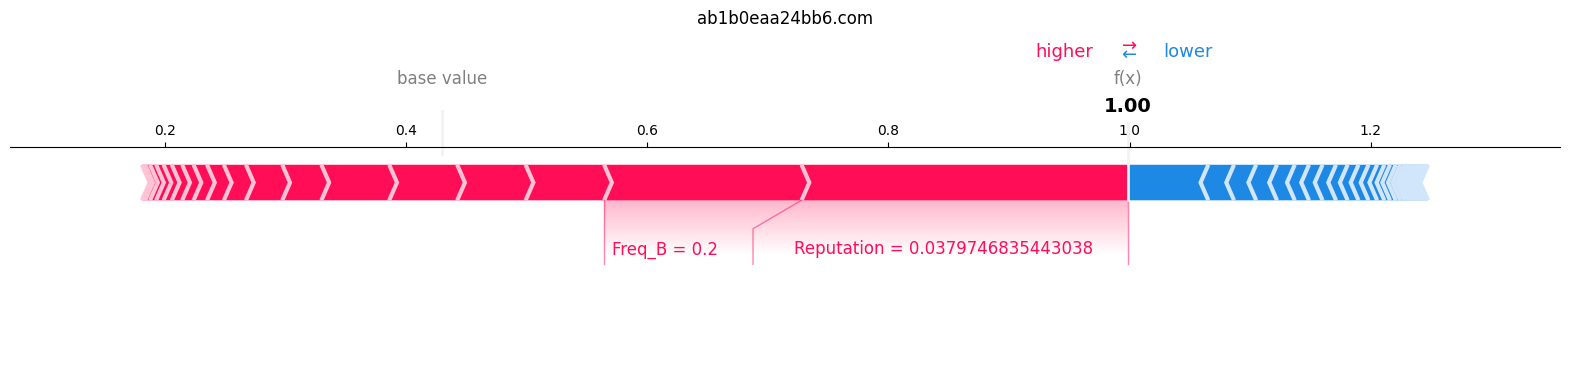 ab1b0eaa24bb6.com
higher ⇄ lower
base value
f(x)
1.00
0.2 0.4 0.6 0.8 1.0 1.2
Freq_B = 0.2
Reputation = 0.0379746835443038